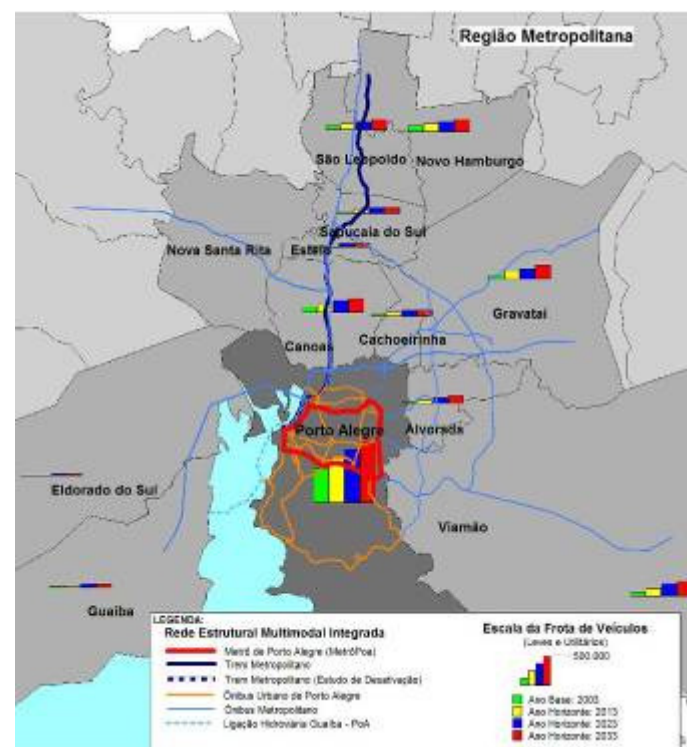 Região Metropolitana
São Leopoldo
Novo Hamburgo
Sapucaia do Sul
Nova Santa Rita
Esteio
Gravataí
Canoas
Cachoeirinha
Porto Alegre
Alvorada
Eldorado do Sul
Viamão
Guaíba
LEGENDA:
Rede Estrutural Multimodal Integrada
Metrô de Porto Alegre (MetrôPoa)
Trem Metropolitano
Trem Metropolitano (Estudo de Desativação)
Ônibus Urbano de Porto Alegre
Ônibus Metropolitano
Ligação Hidroviária Guaíba - PoA
Escala da Frota de Veículos
(Leves e Utilitários)
500.000
Ano Base: 2003
Ano Horizonte: 2013
Ano Horizonte: 2023
Ano Horizonte: 2033